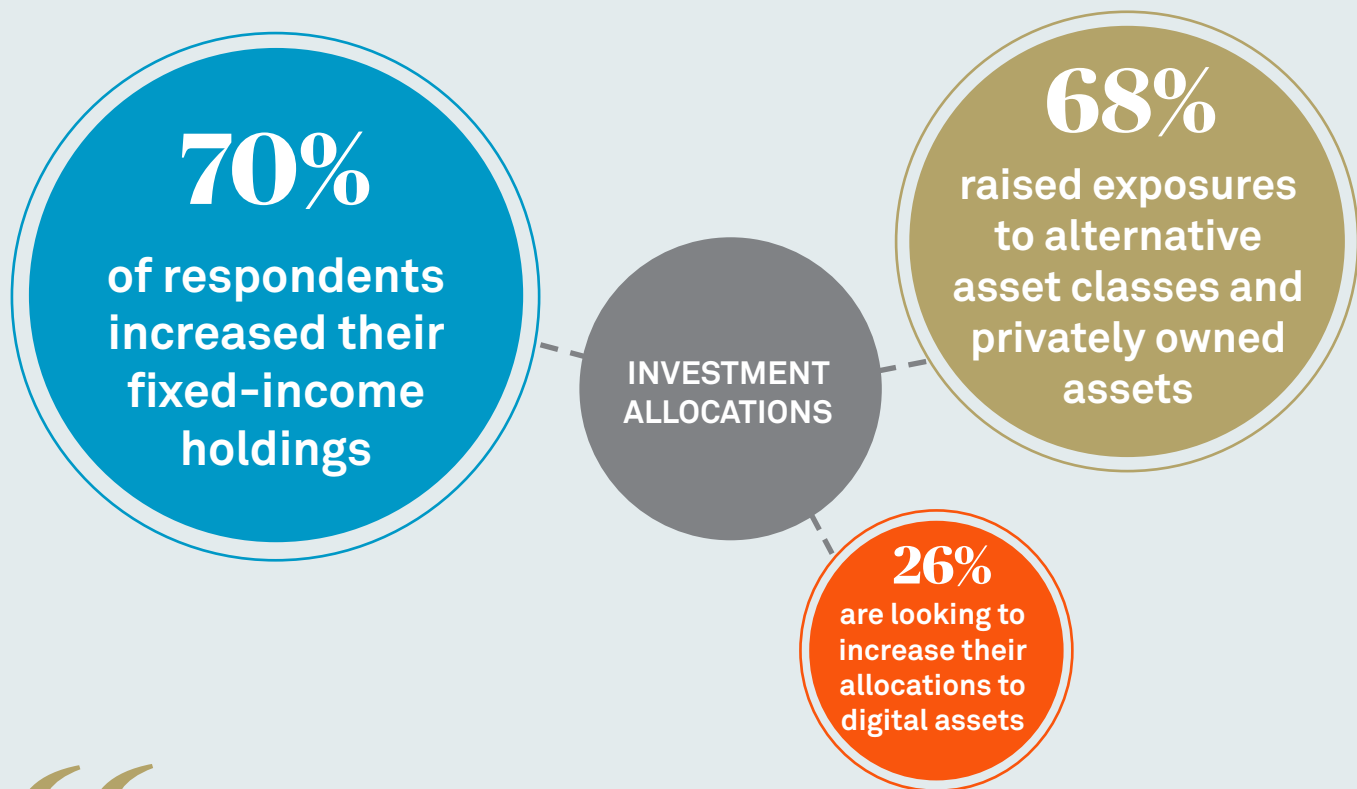 70%
of respondents
increased their
fixed-income
holdings
INVESTMENT
ALLOCATIONS
68%
raised exposures
to alternative
asset classes and
privately owned
assets
26%
are looking to
increase their
allocations to
digital assets
“